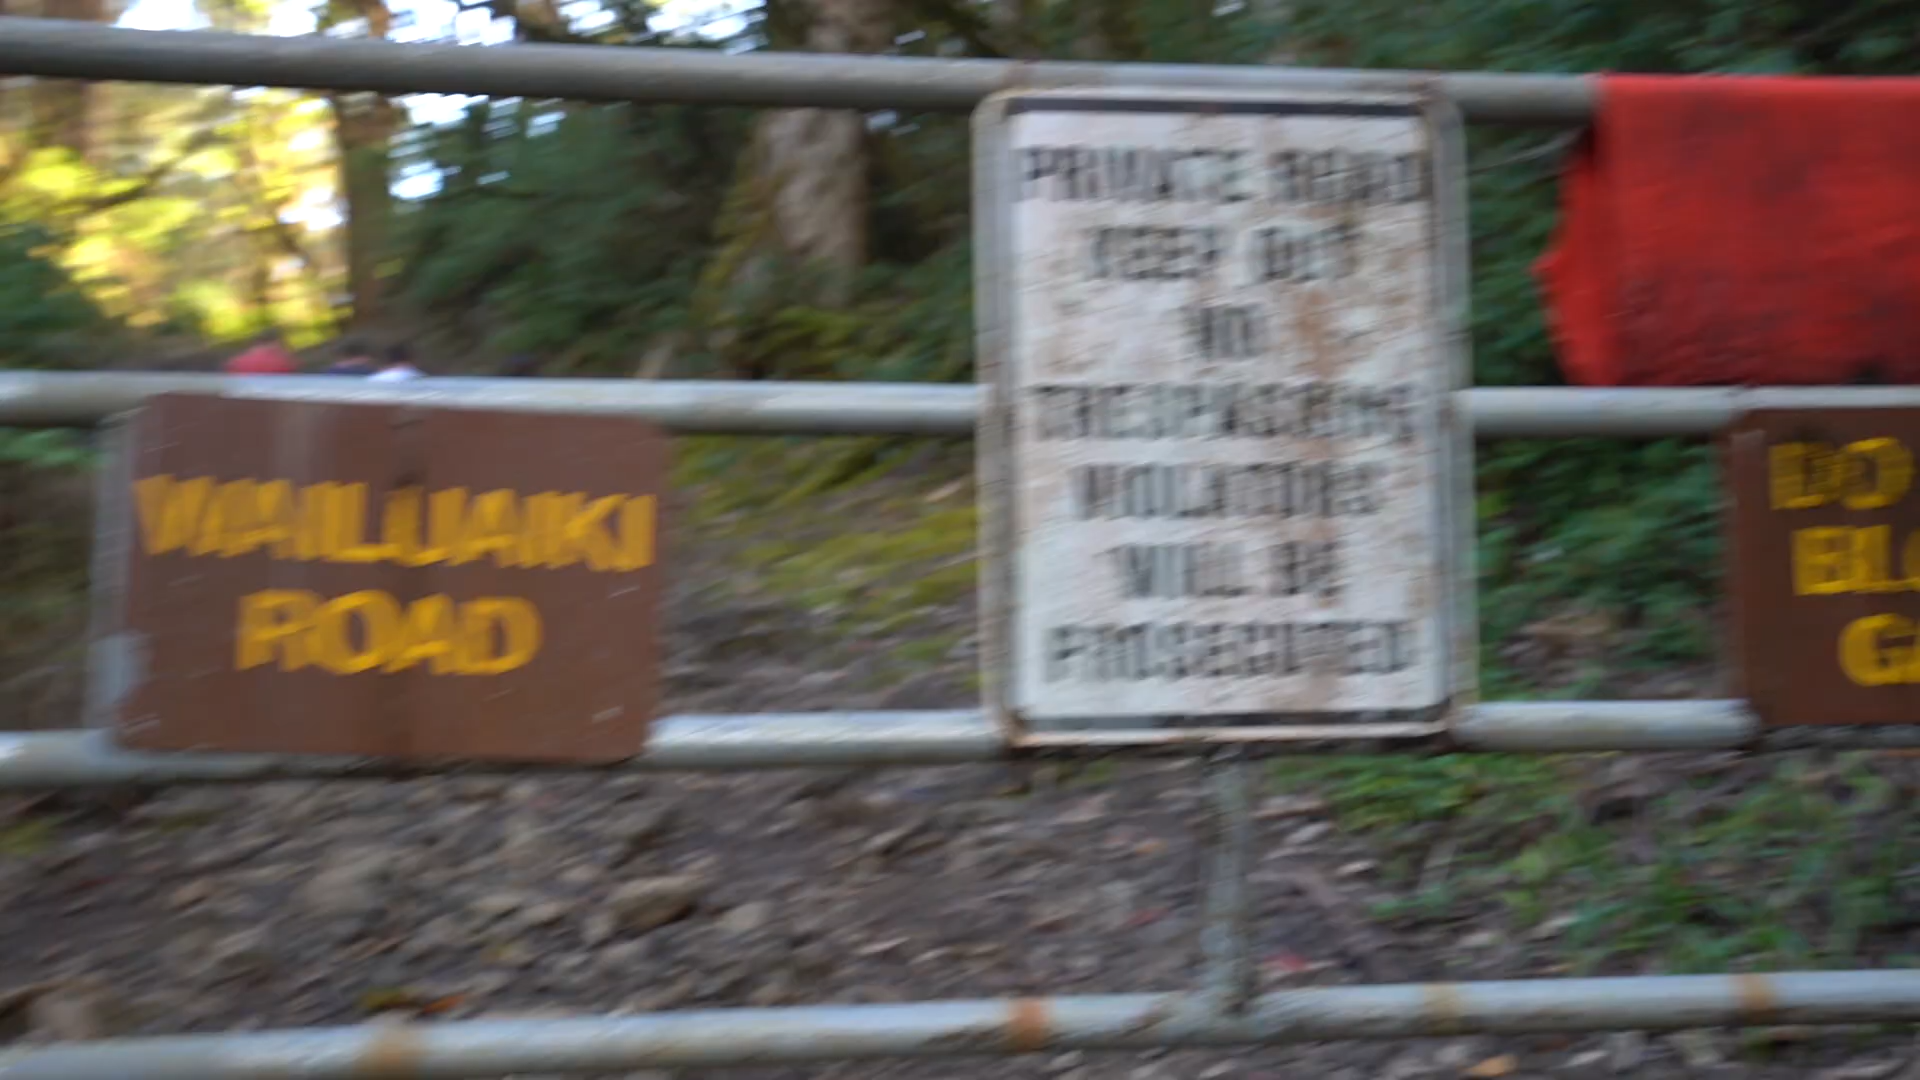 WAILUAIKI
ROAD
PRIVATE ROAD
KEEP OUT
NO
TRESPASSING
VIOLATORS
WILL BE
PROSECUTED
DO